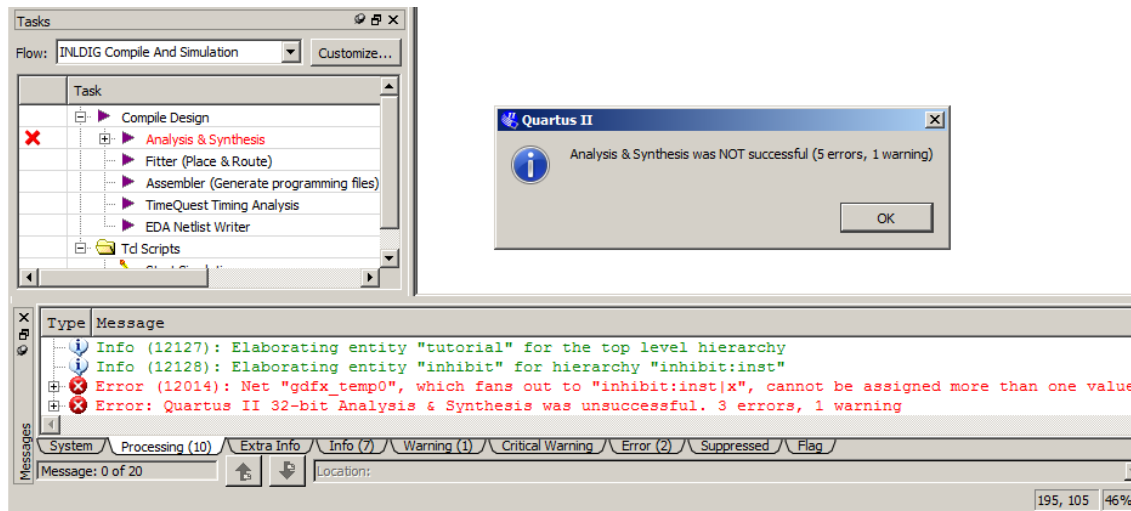 Tasks
Flow: INLDIG Compile And Simulation Customize...
Task
Compile Design
Analysis & Synthesis
Fitter (Place & Route)
Assembler (Generate programming files)
TimeQuest Timing Analysis
EDA Netlist Writer
Tcl Scripts
Quartus II
Analysis & Synthesis was NOT successful (5 errors, 1 warning)
OK
Type Message
Info (12127): Elaborating entity "tutorial" for the top level hierarchy
Info (12128): Elaborating entity "inhibit" for hierarchy "inhibit:inst"
Error (12014): Net "gdfx_temp0", which fans out to "inhibit:inst|x", cannot be assigned more than one value
Error: Quartus II 32-bit Analysis & Synthesis was unsuccessful. 3 errors, 1 warning
Messages
System Processing (10) Extra Info Info (7) Warning (1) Critical Warning Error (2) Suppressed Flag
Message: 0 of 20 Location:
195, 105 46%